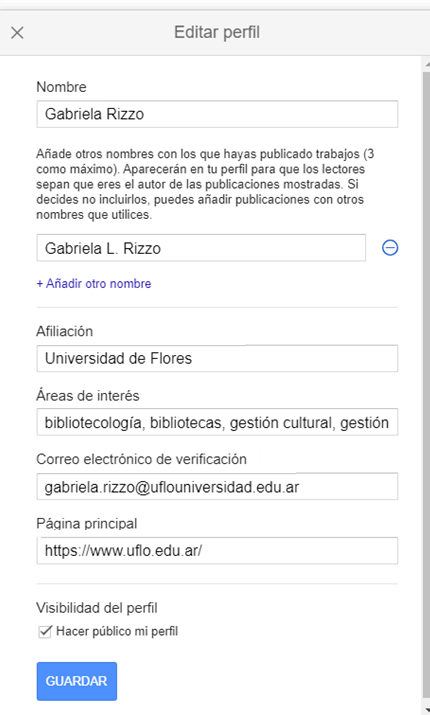 Editar perfil
Nombre
Gabriela Rizzo
Añade otros nombres con los que hayas publicado trabajos (3
como máximo). Aparecerán en tu perfil para que los lectores
sepan que eres el autor de las publicaciones mostradas. Si
decides no incluirlos, puedes añadir publicaciones con otros
nombres que utilices.
Gabriela L. Rizzo
+ Añadir otro nombre
Afiliación
Universidad de Flores
Áreas de interés
bibliotecología, bibliotecas, gestión cultural, gestión
Correo electrónico de verificación
gabriela.rizzo@uflouniversidad.edu.ar
Página principal
https://www.uflo.edu.ar/
Visibilidad del perfil
Hacer público mi perfil
GUARDAR